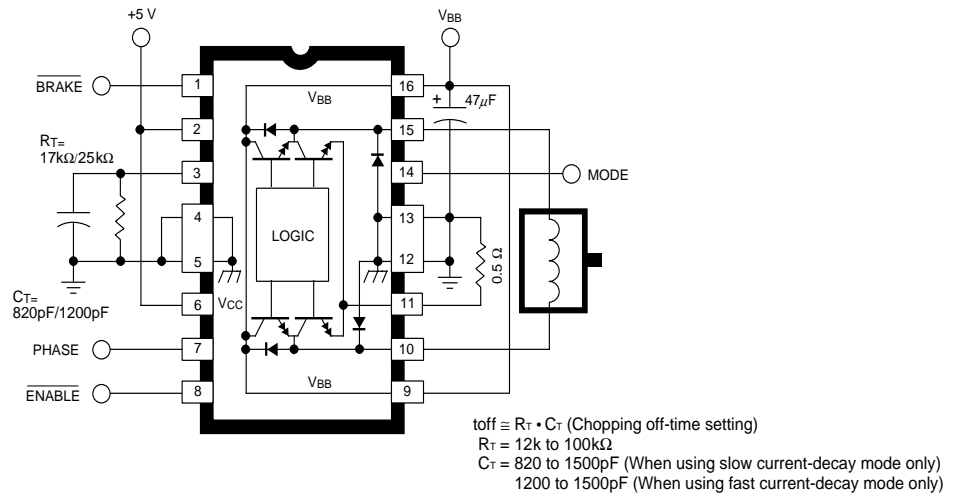 +5 V
VBB
BRAKE
1
16
VBB
+
47μF
2
15
RT=
17kΩ/25kΩ
3
14
MODE
4
13
LOGIC
0.5 Ω
5
12
CT=
820pF/1200pF
6
VCC
11
PHASE
7
10
ENABLE
8
VBB
9
toff ≅ RT • CT (Chopping off-time setting)
RT = 12k to 100kΩ
CT = 820 to 1500pF (When using slow current-decay mode only)
1200 to 1500pF (When using fast current-decay mode only)